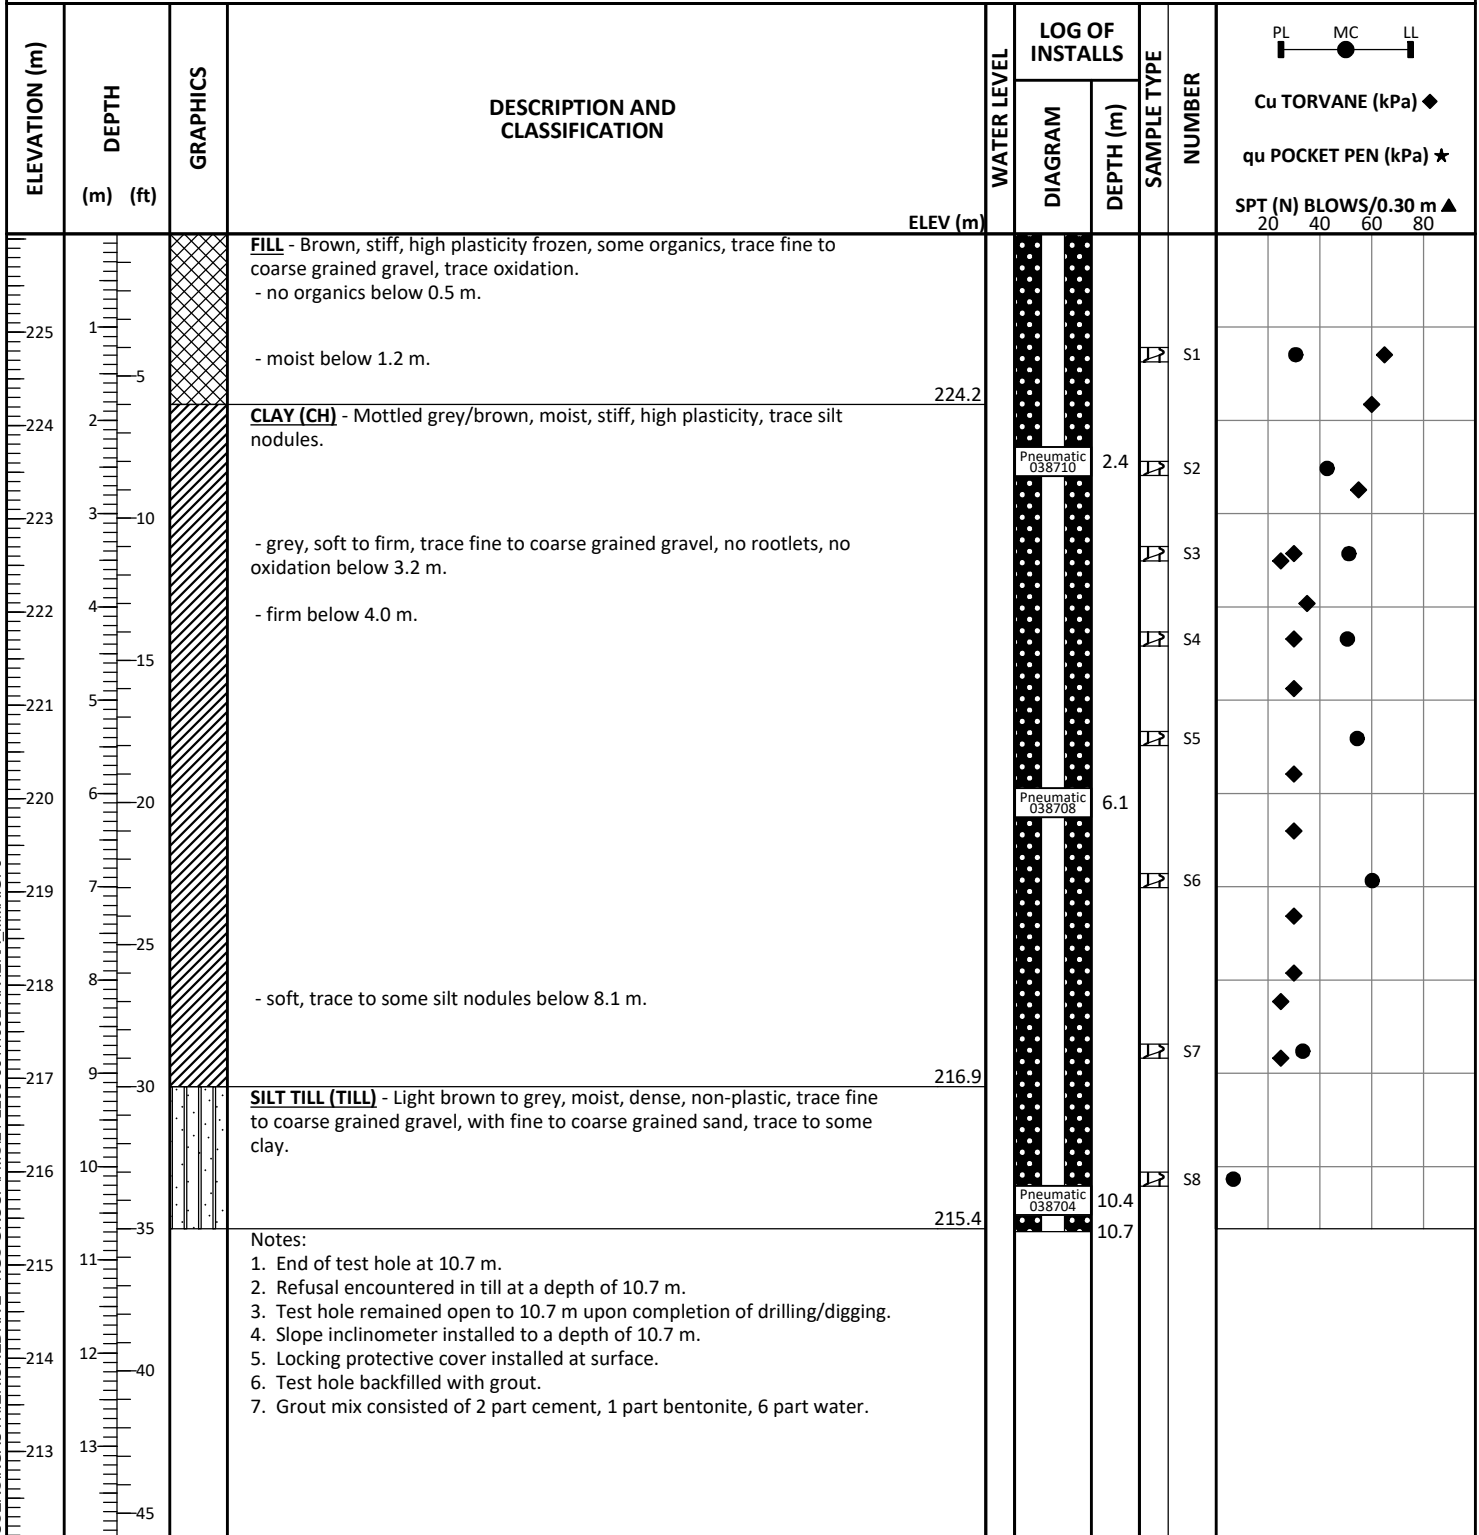 ELEVATION (m)
DEPTH
(m) (ft)
GRAPHICS
DESCRIPTION AND
CLASSIFICATION
ELEV (m)
WATER LEVEL
LOG OF
INSTALLS
DIAGRAM
DEPTH (m)
SAMPLE TYPE
NUMBER
PL MC LL
Cu TORVANE (kPa) ◆
qu POCKET PEN (kPa) ★
SPT (N) BLOWS/0.30 m ▲
20 40 60 80
FILL - Brown, stiff, high plasticity frozen, some organics, trace fine to
coarse grained gravel, trace oxidation.
- no organics below 0.5 m.
225 1
- moist below 1.2 m.
S1
5
224.2
CLAY (CH) - Mottled grey/brown, moist, stiff, high plasticity, trace silt
nodules.
224 2
Pneumatic
038710
2.4
S2
223 3 10
- grey, soft to firm, trace fine to coarse grained gravel, no rootlets, no
oxidation below 3.2 m.
S3
222 4
- firm below 4.0 m.
S4
15
221 5
S5
220 6 20
Pneumatic
038708
6.1
219 7
S6
25
218 8
- soft, trace to some silt nodules below 8.1 m.
S7
217 9
216.9
30
SILT TILL (TILL) - Light brown to grey, moist, dense, non-plastic, trace fine
to coarse grained gravel, with fine to coarse grained sand, trace to some
clay.
216 10
S8
Pneumatic
038704
10.4
215.4
35
10.7
Notes:
215 11
1. End of test hole at 10.7 m.
2. Refusal encountered in till at a depth of 10.7 m.
3. Test hole remained open to 10.7 m upon completion of drilling/digging.
4. Slope inclinometer installed to a depth of 10.7 m.
214 12
5. Locking protective cover installed at surface.
40
6. Test hole backfilled with grout.
7. Grout mix consisted of 2 part cement, 1 part bentonite, 6 part water.
213 13
45